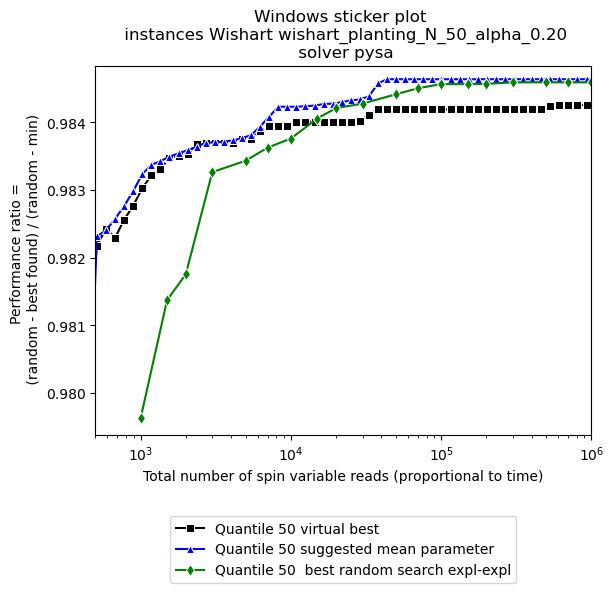 Windows sticker plot
instances Wishart wishart_planting_N_50_alpha_0.20
solver pysa
Performance ratio =
(random - best found) / (random - min)
0.984
0.983
0.982
0.981
0.980
10³
10⁴
10⁵
10⁶
Total number of spin variable reads (proportional to time)
Quantile 50 virtual best
Quantile 50 suggested mean parameter
Quantile 50  best random search expl-expl